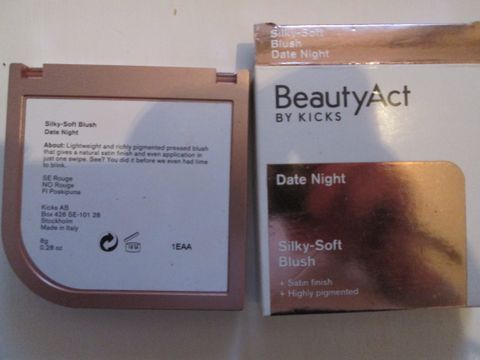 Silky-Soft Blush
Date Night
About: Lightweight and richly pigmented pressed blush
that gives a natural satin finish and even application in
just one swipe. See? You did it before we even had time
to blink.
SE Rouge
NO Rouge
FI Poskipuna
Kicks AB
Box 426 SE-101 28
Stockholm
Made in Italy
8g
0.28 oz
1EAA
Silky-Soft
Blush
Date Night
BeautyAct
BY KICKS
Date Night
Silky-Soft
Blush
+ Satin finish
+ Highly pigmented